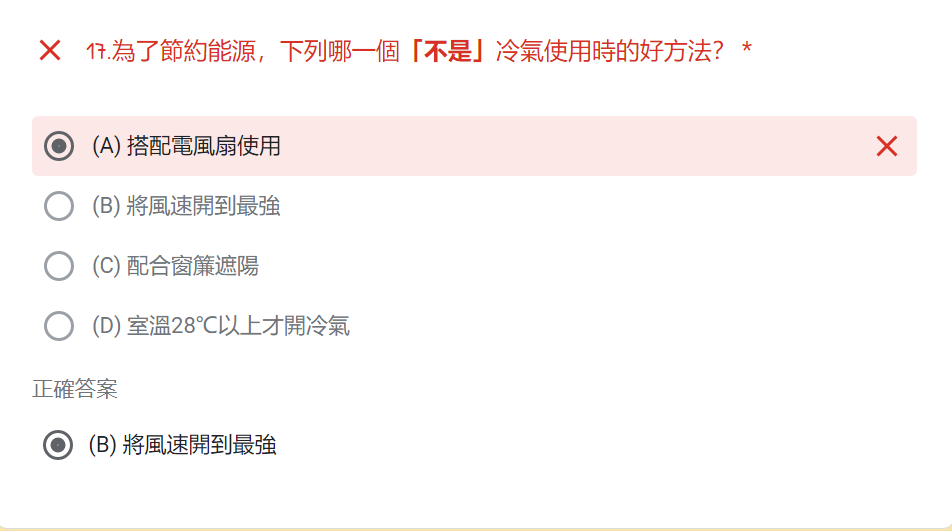 17.為了節約能源，下列哪一個「不是」冷氣使用時的好方法？ *
(A) 搭配電風扇使用
(B) 將風速開到最強
(C) 配合窗簾遮陽
(D) 室溫28℃以上才開冷氣
正確答案
(B) 將風速開到最強